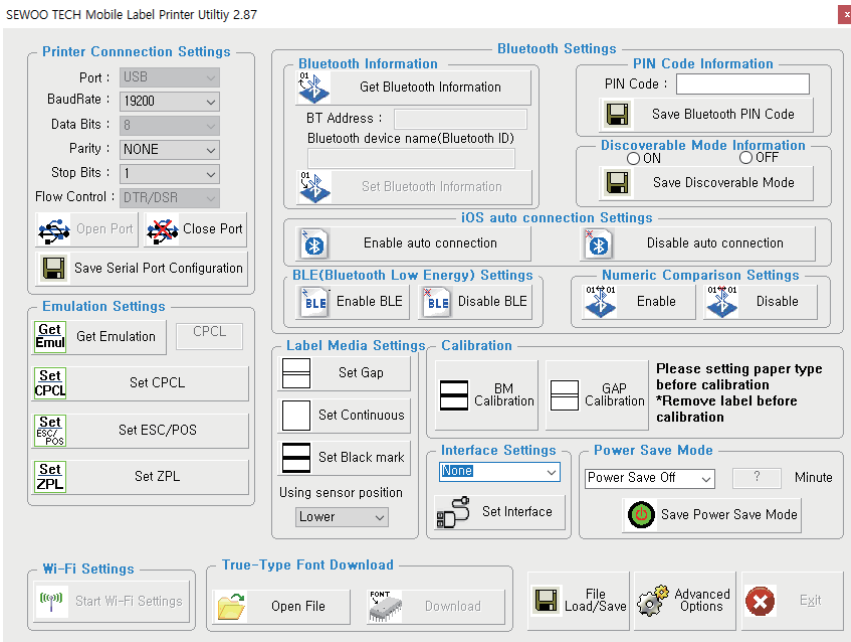 SEWOO TECH Mobile Label Printer Utiltiy 2.87
x
Printer Connnection Settings
Port : USB
BaudRate : 19200
Data Bits : 8
Parity : NONE
Stop Bits : 1
Flow Control : DTR/DSR
Open Port
Close Port
Save Serial Port Configuration
Emulation Settings
Get
Emul
Get Emulation
CPCL
Set
CPCL
Set CPCL
Set
ESC/
POS
Set ESC/POS
Set
ZPL
Set ZPL
Bluetooth Settings
Bluetooth Information
01
Get Bluetooth Information
BT Address :
Bluetooth device name(Bluetooth ID)
01
Set Bluetooth Information
PIN Code Information
PIN Code :
Save Bluetooth PIN Code
Discoverable Mode Information
ON
OFF
Save Discoverable Mode
iOS auto connection Settings
Enable auto connection
Disable auto connection
BLE(Bluetooth Low Energy) Settings
BLE
Enable BLE
BLE
Disable BLE
Numeric Comparison Settings
01 01
Enable
01 01
Disable
Label Media Settings
Set Gap
Set Continuous
Set Black mark
Using sensor position
Lower
Calibration
BM
Calibration
GAP
Calibration
Please setting paper type
before calibration
*Remove label before
calibration
Interface Settings
None
Set Interface
Power Save Mode
Power Save Off
?
Minute
Save Power Save Mode
Wi-Fi Settings
Start Wi-Fi Settings
True-Type Font Download
Open File
FONT
Download
File
Load/Save
Advanced
Options
Exit